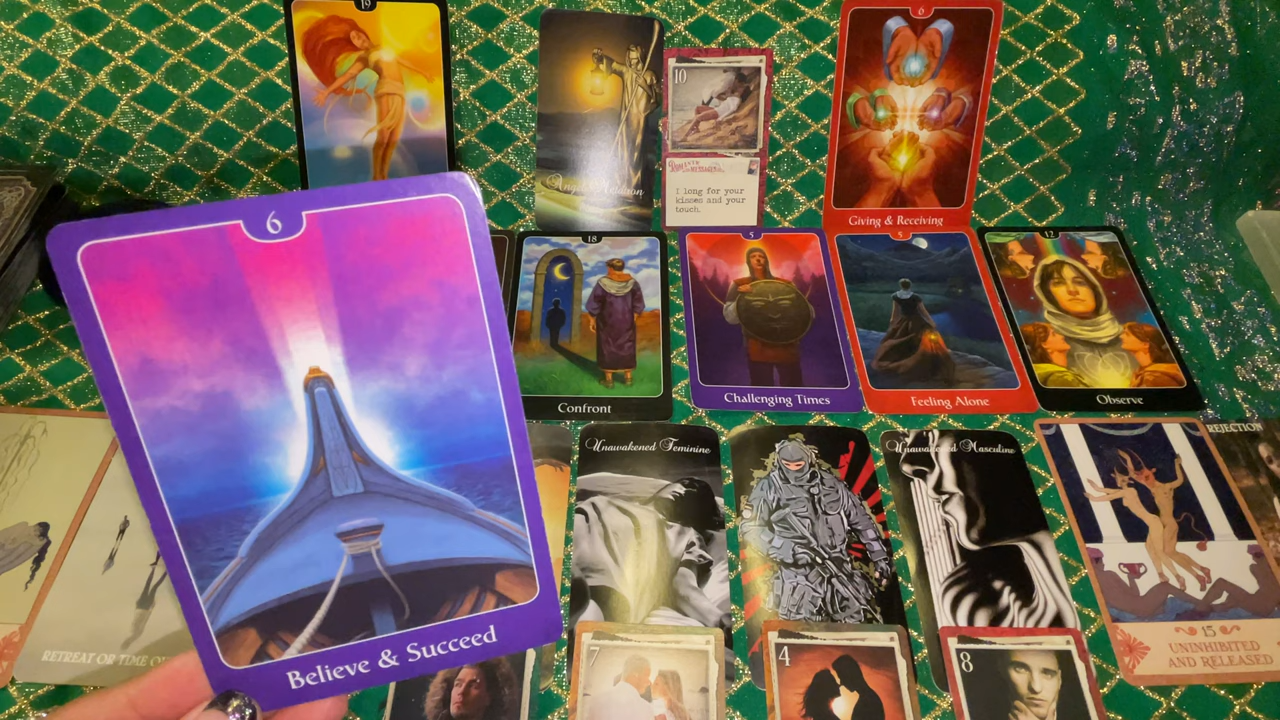 19
10
I long for your
kisses and your
touch.
6
Giving & Receiving
6
Believe & Succeed
18
Confront
5
Challenging Times
5
Feeling Alone
12
Observe
RETREAT OR TIME
Unawakened Feminine
Unawakened Masculine
REJECTION
15
UNINHIBITED
AND RELEASED
7
4
8